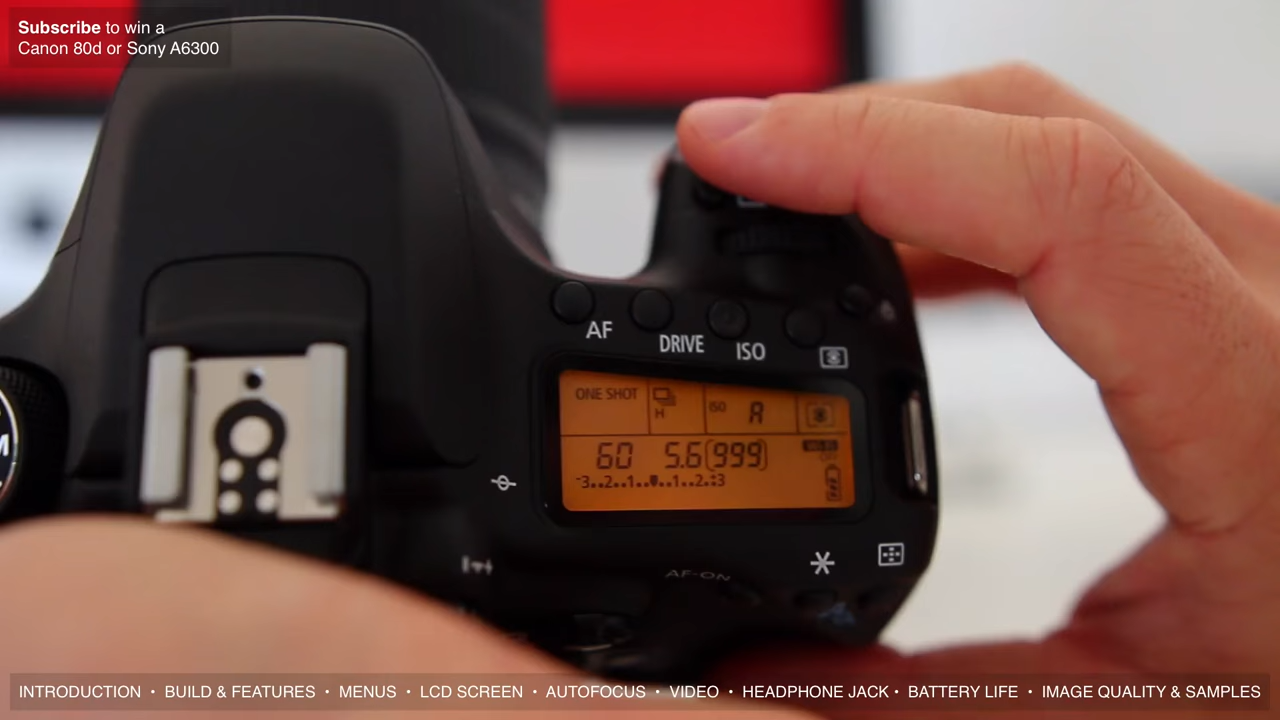 Subscribe to win a
Canon 80d or Sony A6300
AF
DRIVE
ISO
ONE SHOT
H
ISO A
60 5.6 (999)
-3..2..1..▮..1..2.:3
AF-ON
M
INTRODUCTION • BUILD & FEATURES • MENUS • LCD SCREEN • AUTOFOCUS • VIDEO • HEADPHONE JACK • BATTERY LIFE • IMAGE QUALITY & SAMPLES